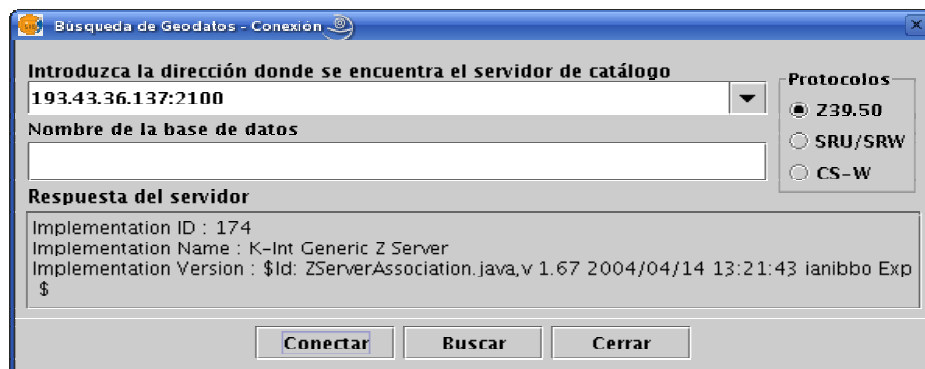 Búsqueda de Geodatos - Conexión
Introduzca la dirección donde se encuentra el servidor de catálogo
193.43.36.137:2100
Nombre de la base de datos
Protocolos
Z39.50
SRU/SRW
CS-W
Respuesta del servidor
Implementation ID : 174
Implementation Name : K-Int Generic Z Server
Implementation Version : $Id: ZServerAssociation.java,v 1.67 2004/04/14 13:21:43 ianibbo Exp
$
Conectar
Buscar
Cerrar